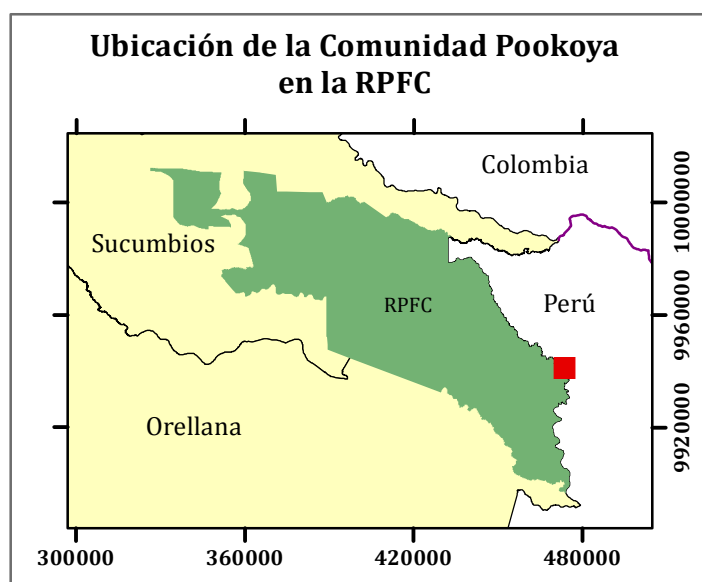 Ubicación de la Comunidad Pookoya
en la RPFC
Colombia
Sucumbios
RPFC
Perú
Orellana
10000000
9960000
9920000
300000 360000 420000 480000